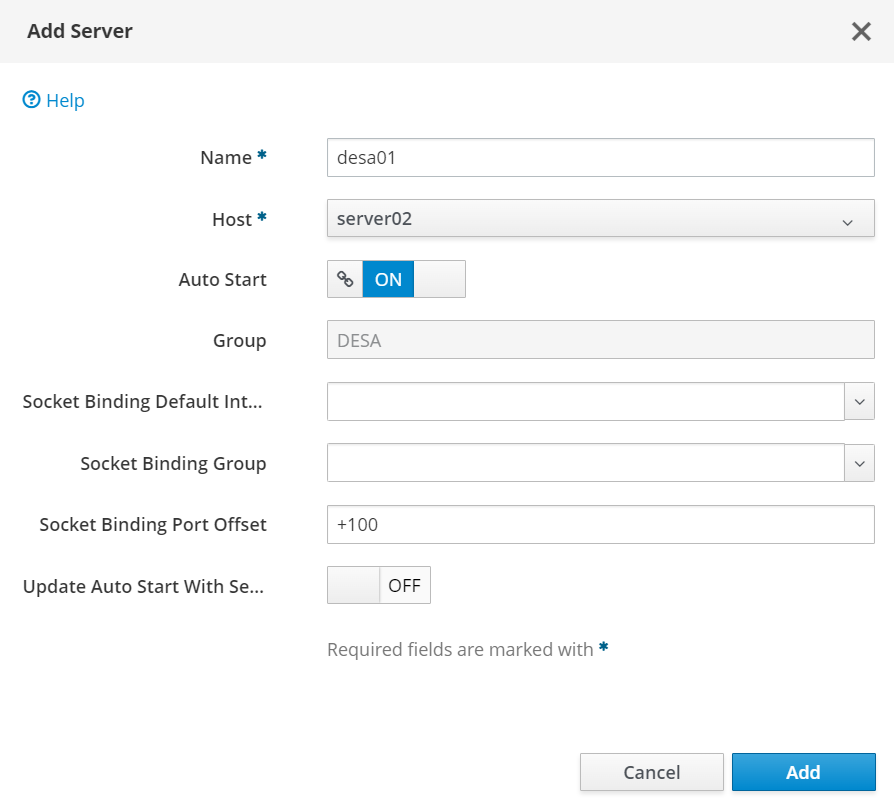 Add Server
Help
Name *
desa01
Host *
server02
Auto Start
ON
Group
DESA
Socket Binding Default Int...
Socket Binding Group
Socket Binding Port Offset
+100
Update Auto Start With Se...
OFF
Required fields are marked with *
Cancel
Add